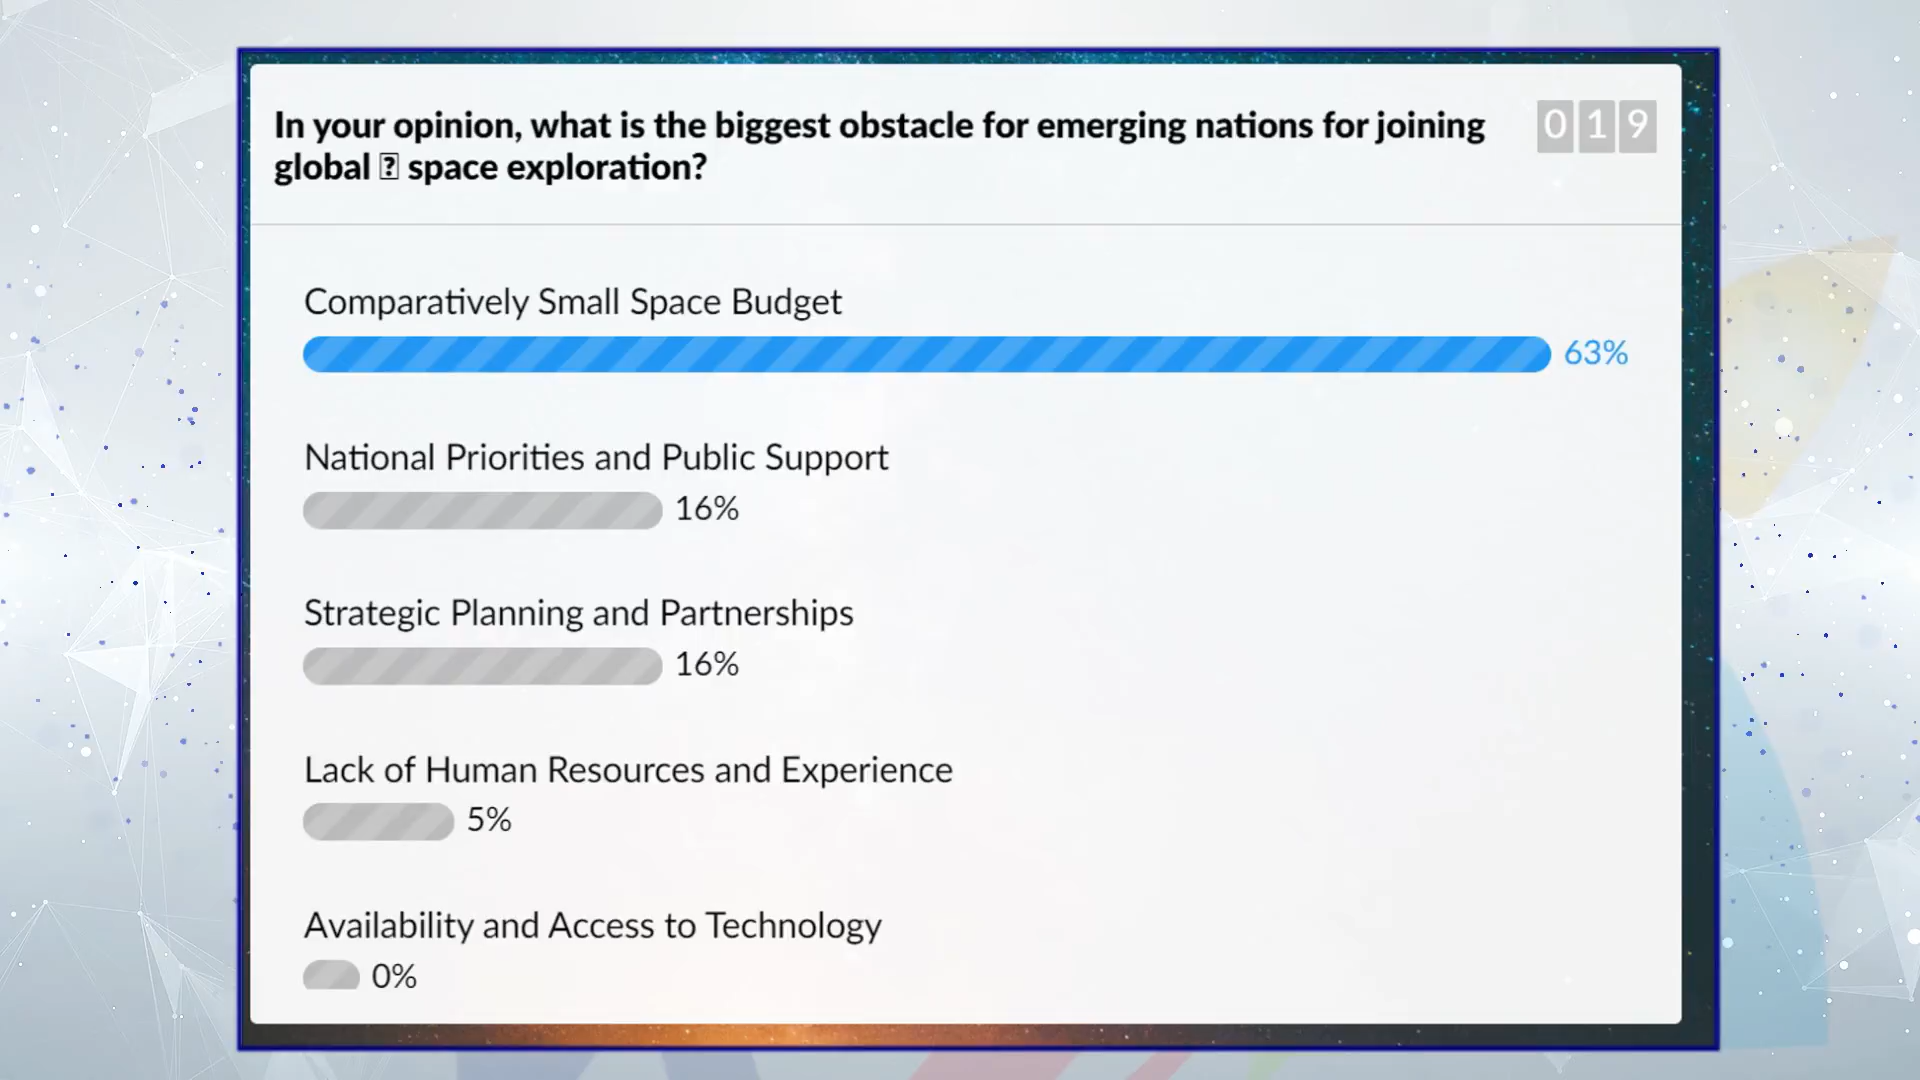 In your opinion, what is the biggest obstacle for emerging nations for joining
global ⍰ space exploration?
019
Comparatively Small Space Budget
63%
National Priorities and Public Support
16%
Strategic Planning and Partnerships
16%
Lack of Human Resources and Experience
5%
Availability and Access to Technology
0%